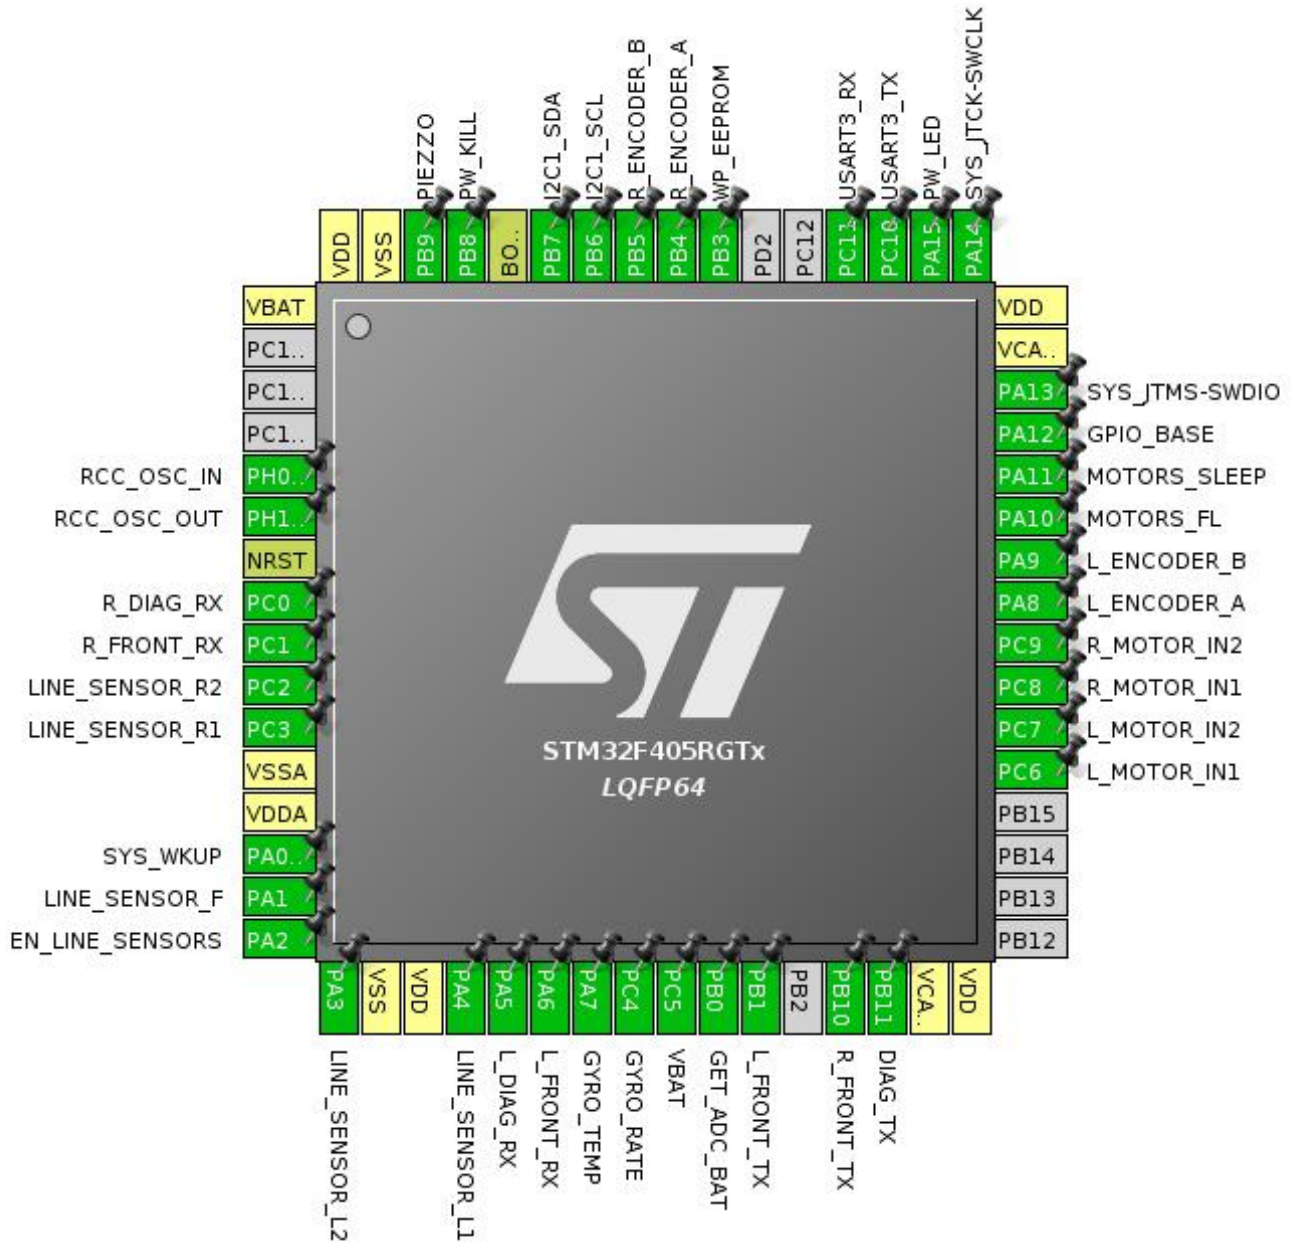 PIEZZO
PW_KILL
I2C1_SDA
I2C1_SCL
R_ENCODER_B
R_ENCODER_A
WP_EEPROM
USART3_RX
USART3_TX
PW_LED
SYS_JTCK-SWCLK
VDD
VSS
PB9
PB8
BO..
PB7
PB6
PB5
PB4
PB3
PD2
PC12
PC11
PC10
PA15
PA14
VBAT
PC1..
PC1..
PC1..
RCC_OSC_IN PH0..
RCC_OSC_OUT PH1..
NRST
R_DIAG_RX PC0
R_FRONT_RX PC1
LINE_SENSOR_R2 PC2
LINE_SENSOR_R1 PC3
VSSA
VDDA
SYS_WKUP PA0..
LINE_SENSOR_F PA1
EN_LINE_SENSORS PA2
ST
STM32F405RGTx
LQFP64
VDD
VCA..
PA13 SYS_JTMS-SWDIO
PA12 GPIO_BASE
PA11 MOTORS_SLEEP
PA10 MOTORS_FL
PA9 L_ENCODER_B
PA8 L_ENCODER_A
PC9 R_MOTOR_IN2
PC8 R_MOTOR_IN1
PC7 L_MOTOR_IN2
PC6 L_MOTOR_IN1
PB15
PB14
PB13
PB12
PA3
VSS
VDD
PA4
PA5
PA6
PA7
PC4
PC5
PB0
PB1
PB2
PB10
PB11
VCA..
VDD
LINE_SENSOR_L2
LINE_SENSOR_L1
L_DIAG_RX
L_FRONT_RX
GYRO_TEMP
GYRO_RATE
VBAT
GET_ADC_BAT
L_FRONT_TX
R_FRONT_TX
DIAG_TX